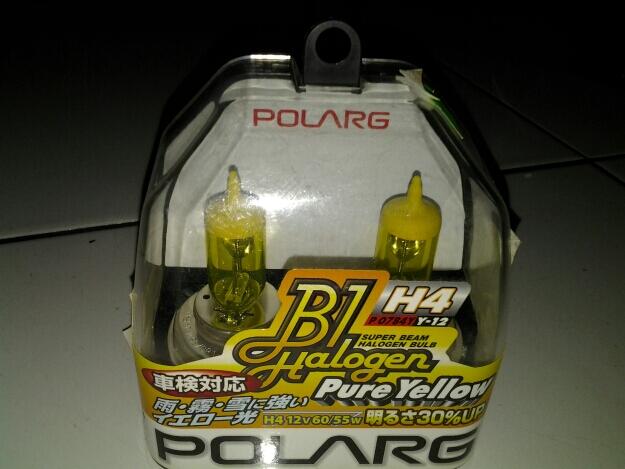 POLARG
B1 H4
P0784Y Y-12
SUPER BEAM
HALOGEN BULB
Halogen
Pure Yellow
車検対応
雨・霧・雪に強い
イエロー光
H4 12V60/55W 明るさ30%UP
POLARG